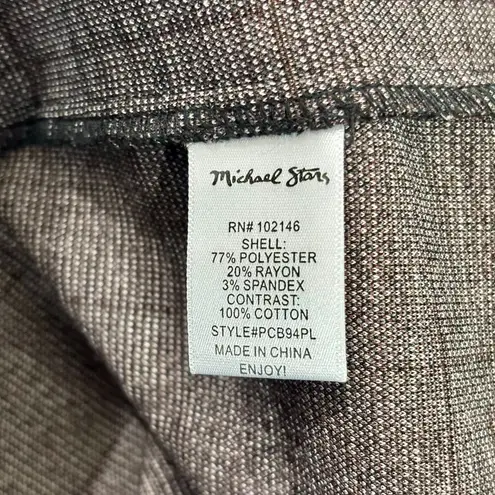 Michael Stars
RN# 102146
SHELL:
77% POLYESTER
20% RAYON
3% SPANDEX
CONTRAST:
100% COTTON
STYLE#PCB94PL
MADE IN CHINA
ENJOY!